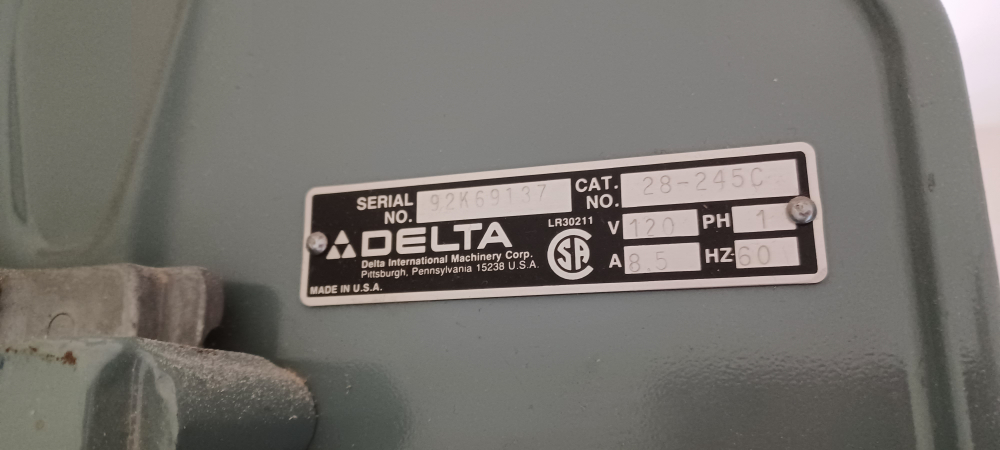 SERIAL NO. 92K69137
CAT. NO. 28-245C
DELTA
Delta International Machinery Corp.
Pittsburgh, Pennsylvania 15238 U.S.A.
MADE IN U.S.A.
LR30211
CSA
V 120 PH 1
A 8.5 HZ 60